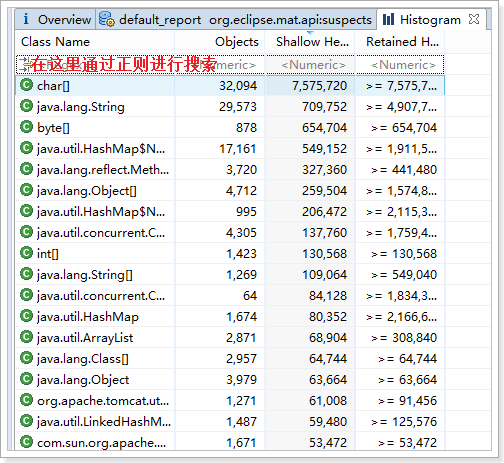 i Overview default_report org.eclipse.mat.api:suspects Histogram
Class Name Objects Shallow He... Retained H...
在这里通过正则进行搜索 <Numeric> <Numeric> <Numeric>
char[] 32,094 7,575,720 >= 7,575,7...
java.lang.String 29,573 709,752 >= 4,907,7...
byte[] 878 654,704 >= 654,704
java.util.HashMap$N... 17,161 549,152 >= 1,911,5...
java.lang.reflect.Meth... 3,720 327,360 >= 441,480
java.lang.Object[] 4,712 259,504 >= 1,574,8...
java.util.HashMap$N... 995 206,472 >= 2,115,3...
java.util.concurrent.C... 4,305 137,760 >= 1,759,4...
int[] 1,423 130,568 >= 130,568
java.lang.String[] 1,269 109,064 >= 549,040
java.util.concurrent.C... 64 84,128 >= 1,834,3...
java.util.HashMap 1,674 80,352 >= 2,166,6...
java.util.ArrayList 2,871 68,904 >= 308,840
java.lang.Class[] 2,957 64,744 >= 64,744
java.lang.Object 3,979 63,664 >= 63,664
org.apache.tomcat.ut... 1,271 61,008 >= 91,456
java.util.LinkedHashM... 1,487 59,480 >= 125,576
com.sun.org.apache.... 1,671 53,472 >= 53,472